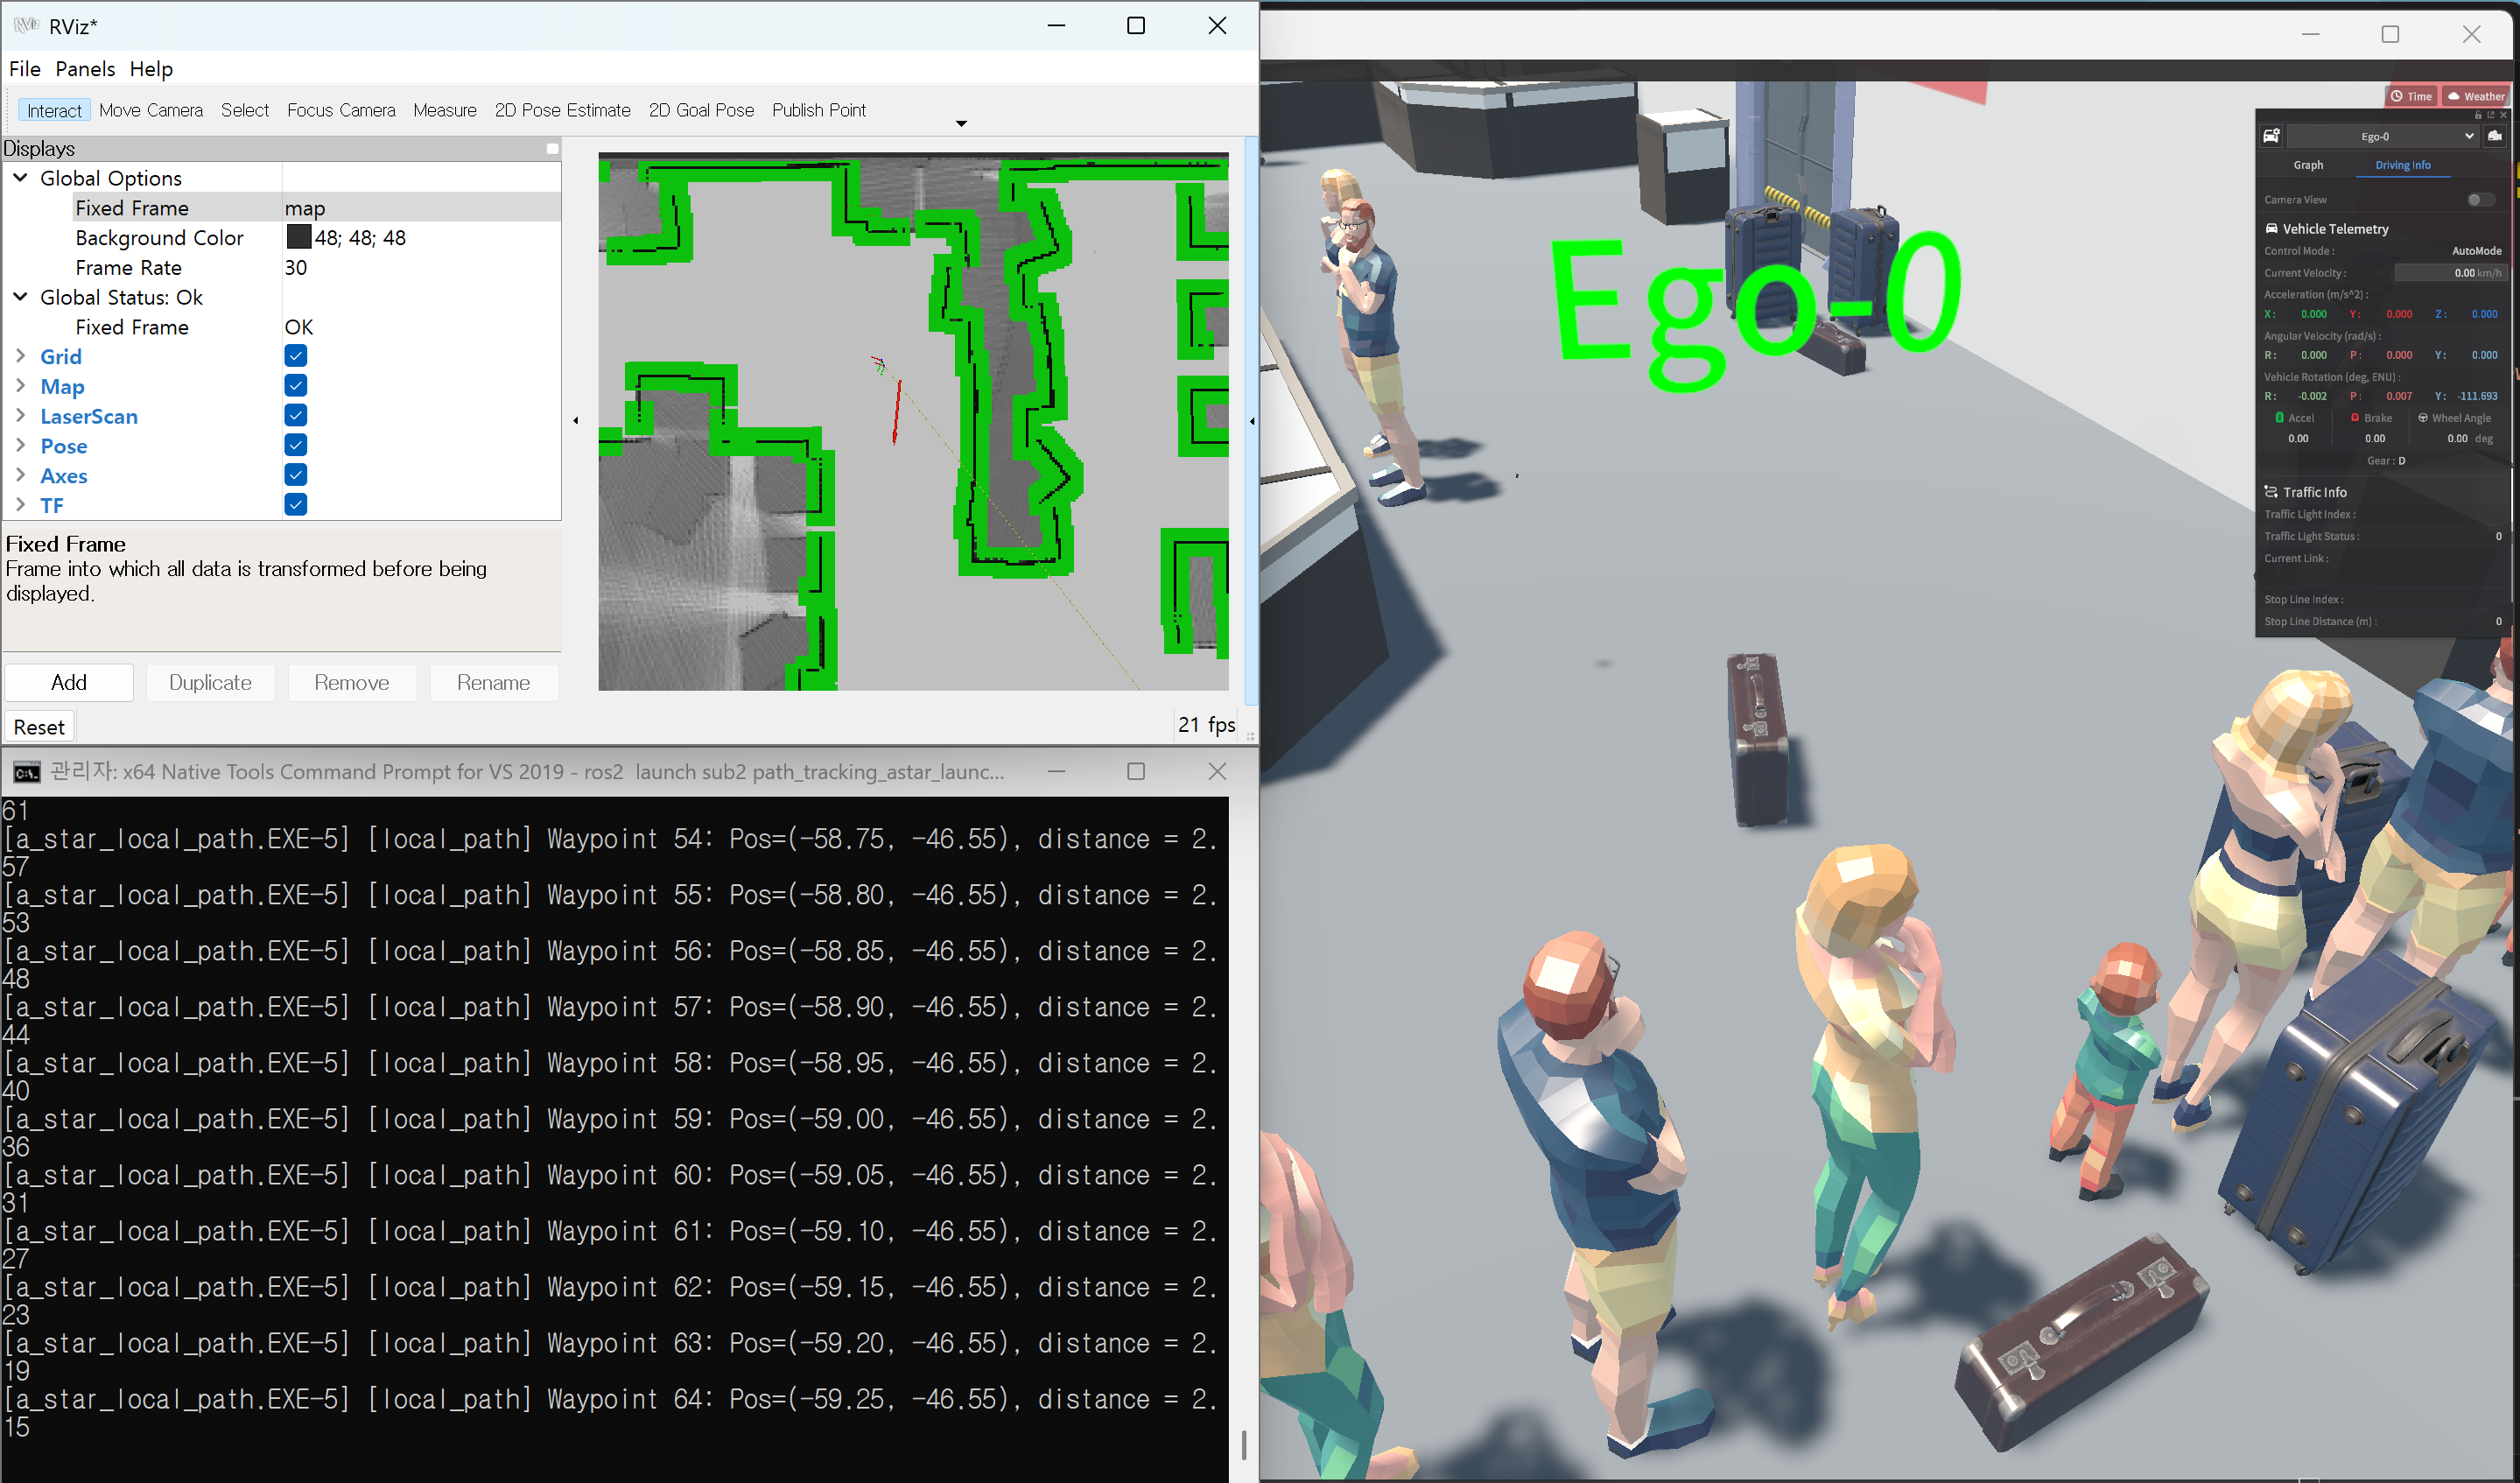 RViz*
File Panels Help
Interact Move Camera Select Focus Camera Measure 2D Pose Estimate 2D Goal Pose Publish Point
Displays
Global Options
Fixed Frame map
Background Color 48; 48; 48
Frame Rate 30
Global Status: Ok
Fixed Frame OK
Grid
Map
LaserScan
Pose
Axes
TF
Fixed Frame
Frame into which all data is transformed before being
displayed.
Add Duplicate Remove Rename
Reset
21 fps
관리자: x64 Native Tools Command Prompt for VS 2019 - ros2 launch sub2 path_tracking_astar_launc...
61
[a_star_local_path.EXE-5] [local_path] Waypoint 54: Pos=(-58.75, -46.55), distance = 2.
57
[a_star_local_path.EXE-5] [local_path] Waypoint 55: Pos=(-58.80, -46.55), distance = 2.
53
[a_star_local_path.EXE-5] [local_path] Waypoint 56: Pos=(-58.85, -46.55), distance = 2.
48
[a_star_local_path.EXE-5] [local_path] Waypoint 57: Pos=(-58.90, -46.55), distance = 2.
44
[a_star_local_path.EXE-5] [local_path] Waypoint 58: Pos=(-58.95, -46.55), distance = 2.
40
[a_star_local_path.EXE-5] [local_path] Waypoint 59: Pos=(-59.00, -46.55), distance = 2.
36
[a_star_local_path.EXE-5] [local_path] Waypoint 60: Pos=(-59.05, -46.55), distance = 2.
31
[a_star_local_path.EXE-5] [local_path] Waypoint 61: Pos=(-59.10, -46.55), distance = 2.
27
[a_star_local_path.EXE-5] [local_path] Waypoint 62: Pos=(-59.15, -46.55), distance = 2.
23
[a_star_local_path.EXE-5] [local_path] Waypoint 63: Pos=(-59.20, -46.55), distance = 2.
19
[a_star_local_path.EXE-5] [local_path] Waypoint 64: Pos=(-59.25, -46.55), distance = 2.
15
Ego-0
Time Weather
Ego-0
Graph Driving Info
Camera View
Vehicle Telemetry
Control Mode : AutoMode
Current Velocity : 0.00 km/h
Acceleration (m/s^2) :
X : 0.000 Y : 0.000 Z : 0.000
Angular Velocity (rad/s) :
R : 0.000 P : 0.000 Y : 0.000
Vehicle Rotation (deg, ENU) :
R : -0.002 P : 0.007 Y : -111.693
Accel Brake Wheel Angle
0.00 0.00 0.00 deg
Gear : D
Traffic Info
Traffic Light Index :
Traffic Light Status : 0
Current Link :
Stop Line Index :
Stop Line Distance (m) : 0